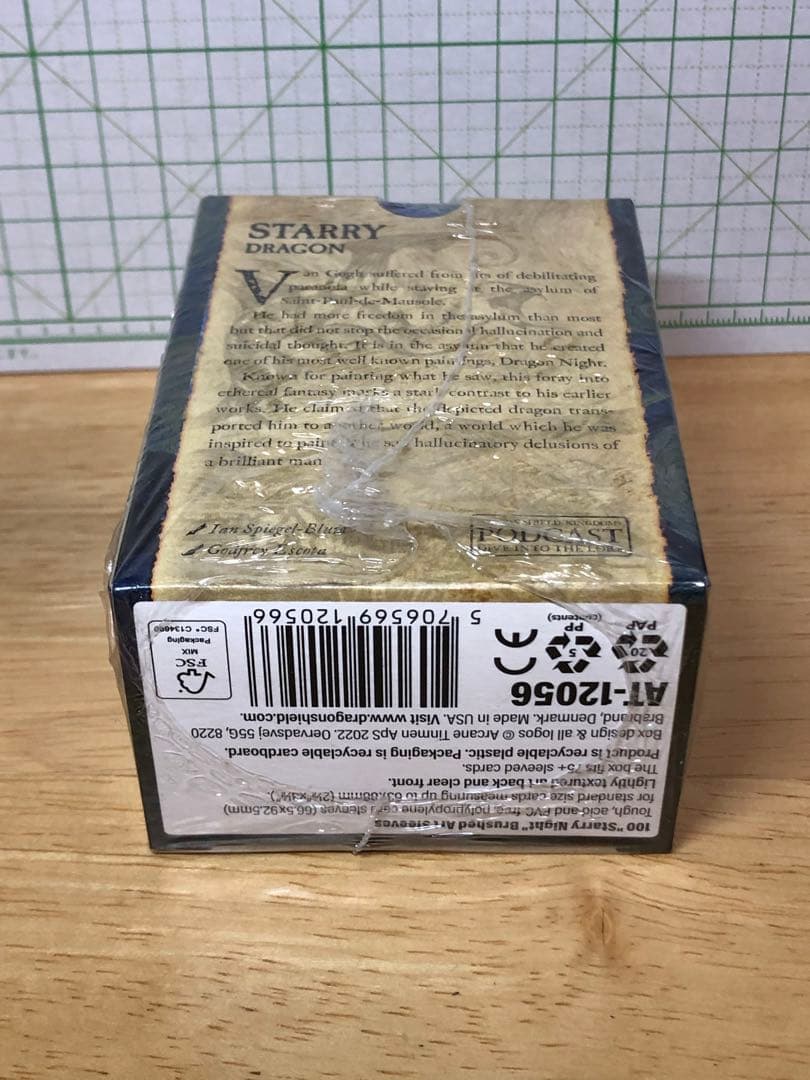 STARRY
DRAGON
Van Gogh suffered from fits of debilitating
paranoia while staying at the asylum of
Saint-Paul-de-Mausole.
He had more freedom in the asylum than most
but that did not stop the occasional hallucination and
suicidal thought. It is in the asylum that he created
one of his most well known paintings, Dragon Night.
Known for painting what he saw, this foray into
ethereal fantasy marks a stark contrast to his earlier
works. He claimed that the depicted dragon trans-
ported him to another world, a world which he was
inspired to paint. The sad hallucinatory delusions of
a brilliant man
Ian Spiegel-Blum
Godfrey Escota
DRAGON SHIELD KINGDOMS
PODCAST
DIVE INTO THE LORE
100 "Starry Night" Brushed Art Sleeves
Tough, acid-and PVC free, polypropylene card sleeves (66.5x92.5mm)
for standard size cards measuring up to 63x88mm (2½"x3½").
Lightly textured art back and clear front.
The box fits 75+ sleeved cards.
Product is recyclable plastic. Packaging is recyclable cardboard.
Box design & all logos © Arcane Tinmen ApS 2022. Oervadsvej 55G, 8220
Brabrand, Denmark. Made in USA. Visit www.dragonshield.com.
AT-12056
20
PAP
5
PP
(contents)
CE
5 706569 120566
FSC
MIX
Packaging